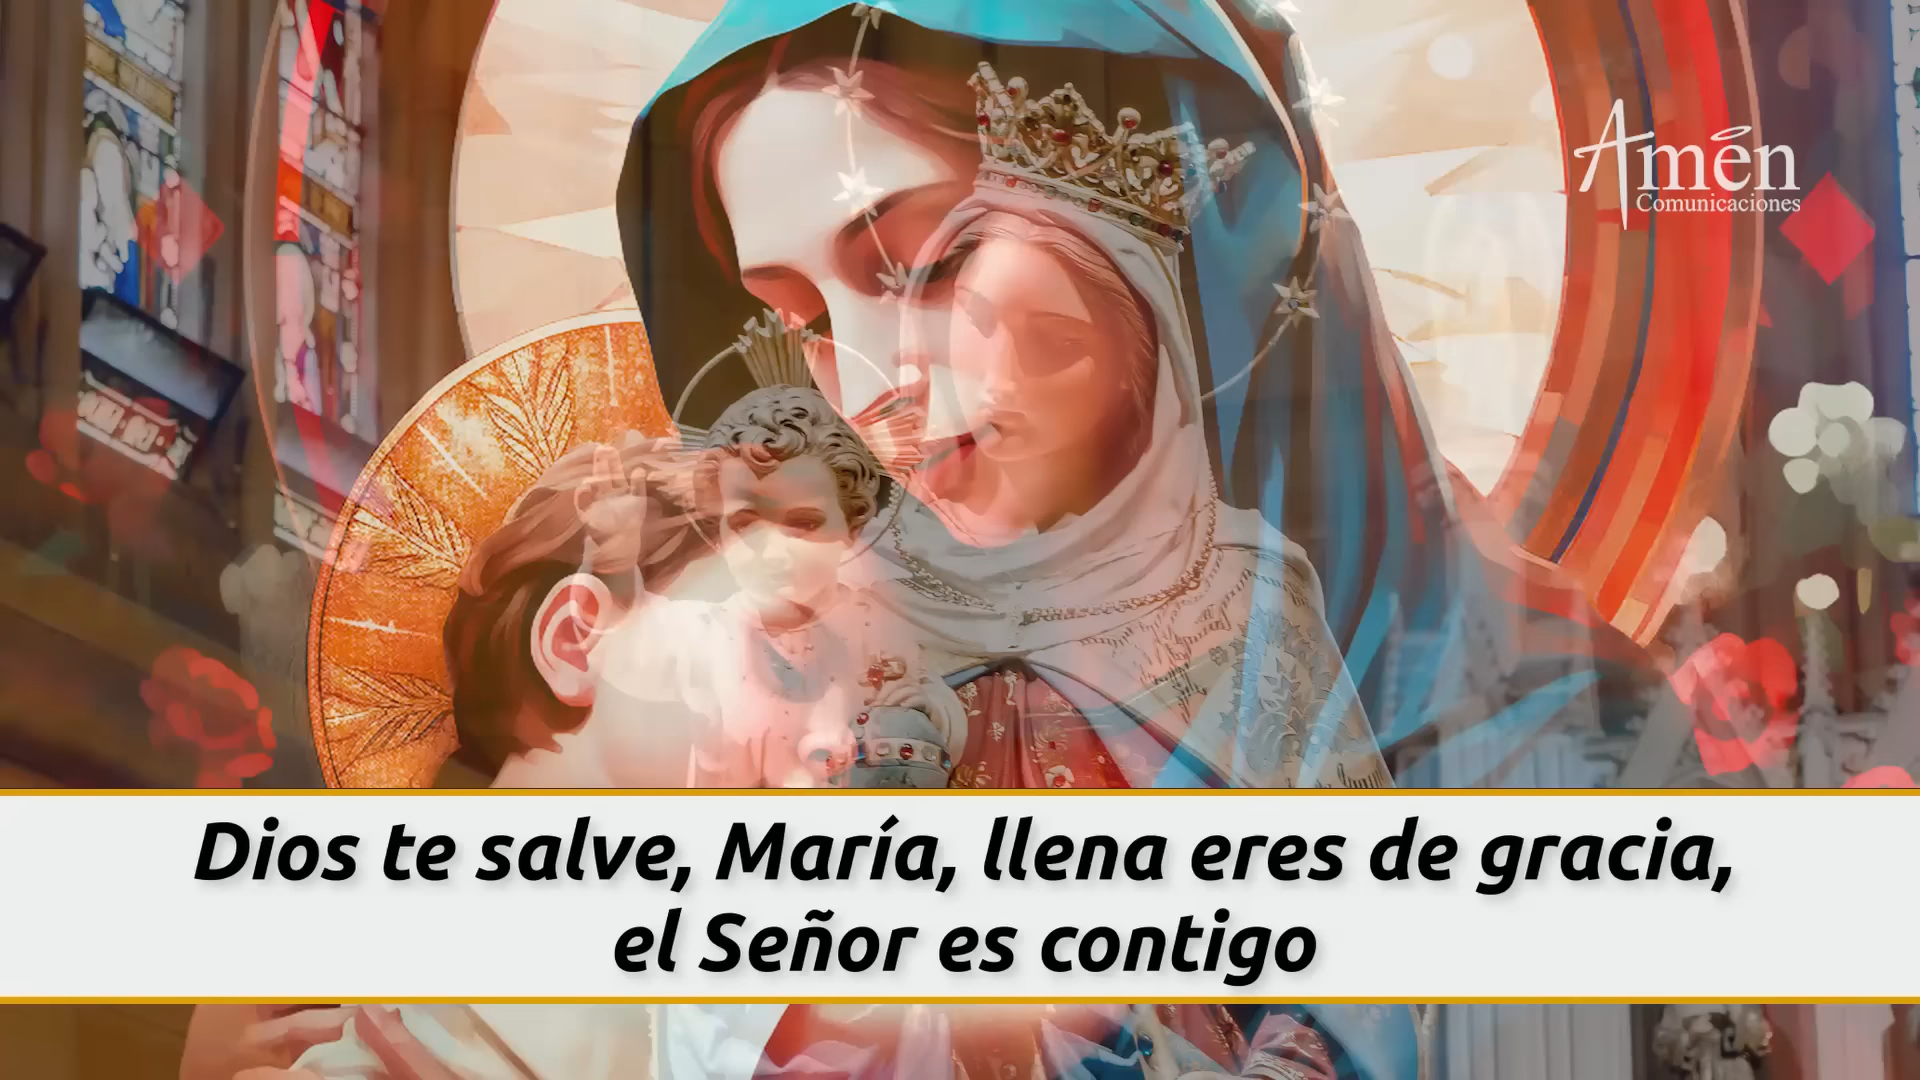 Amén
Comunicaciones
Dios te salve, María, llena eres de gracia,
el Señor es contigo